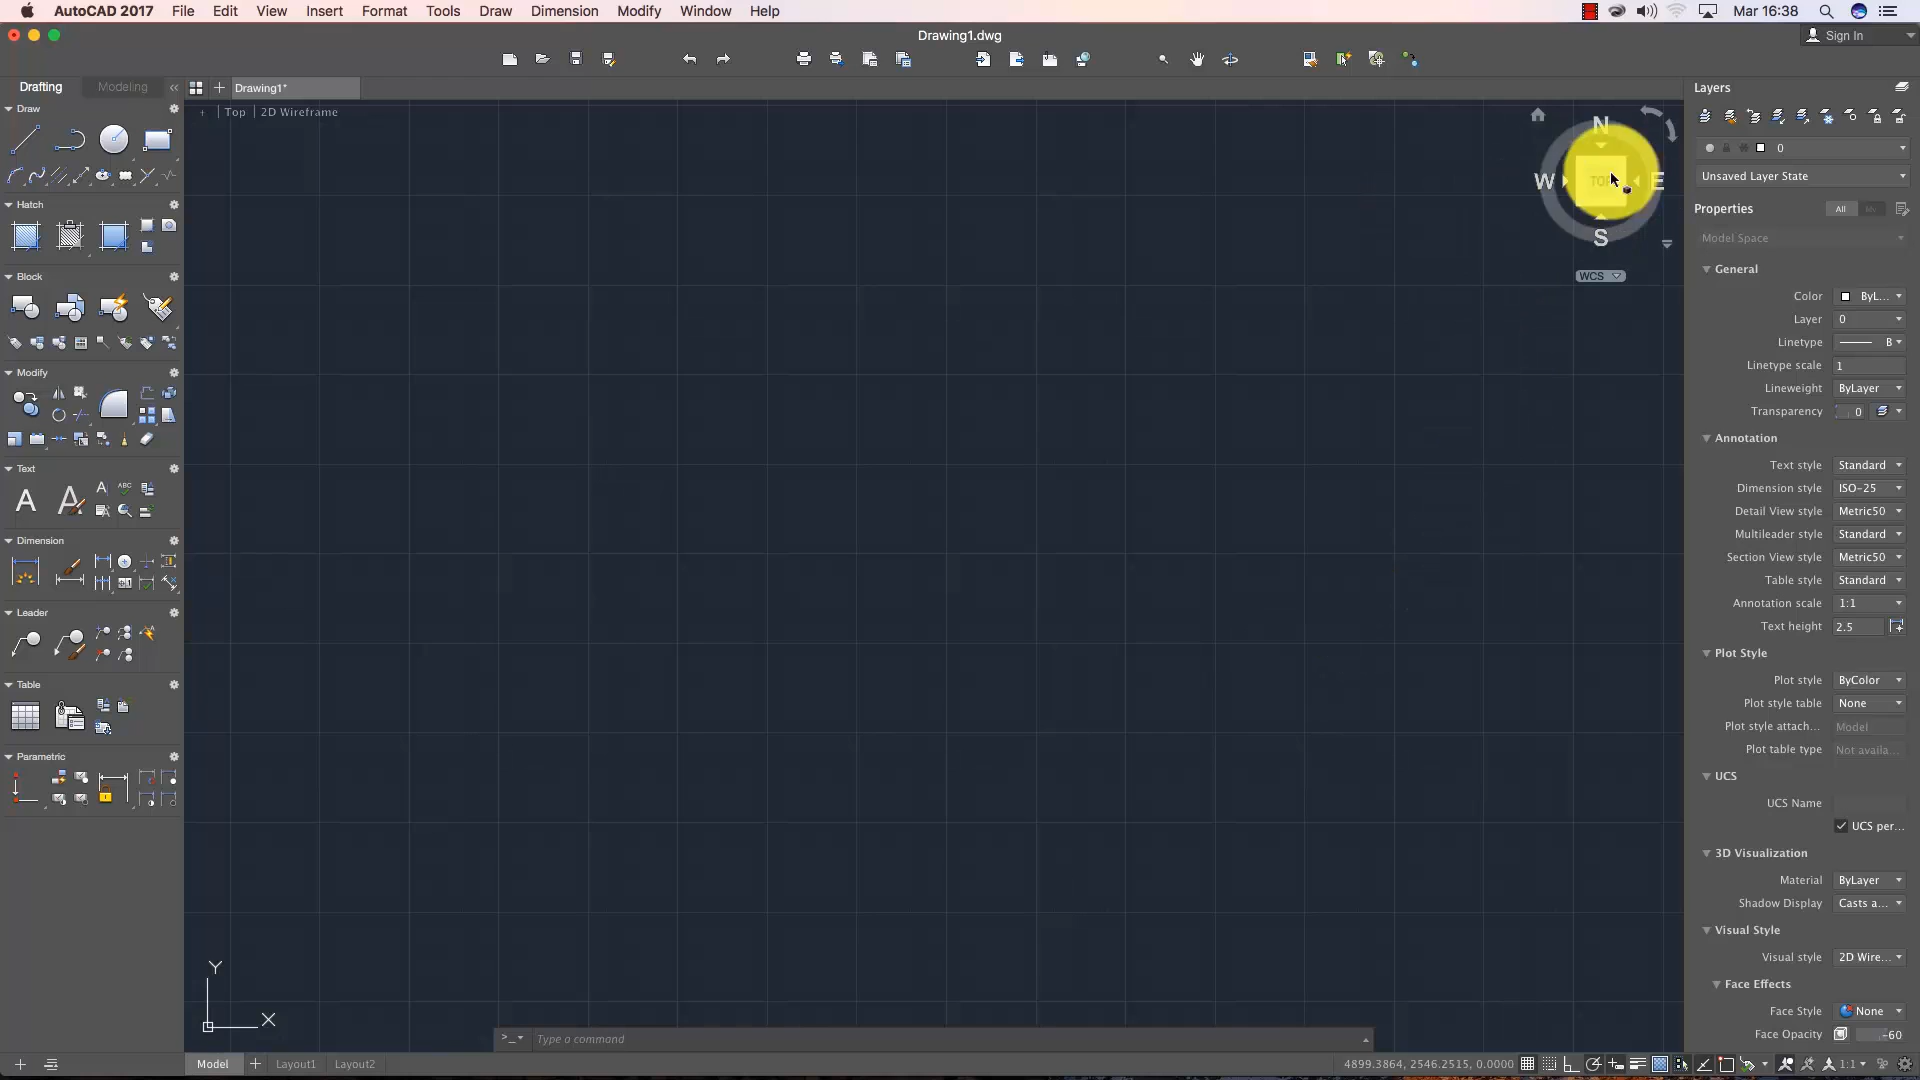 AutoCAD 2017 File Edit View Insert Format Tools Draw Dimension Modify Window Help Mar 16:38
Drawing1.dwg
Sign In
Drafting Modeling
Drawing1*
Layers
+ Top 2D Wireframe
Draw
N
W TOP E
S
WCS
0
Unsaved Layer State
Properties All
Model Space
Hatch
General
Block
Color ByL...
Layer 0
Linetype B
Linetype scale 1
Modify
Lineweight ByLayer
Transparency 0
Annotation
Text
Text style Standard
ABC
A A A
Dimension style ISO-25
Detail View style Metric50
Dimension
Multileader style Standard
Section View style Metric50
Table style Standard
Leader
Annotation scale 1:1
Text height 2.5
Plot Style
Table
Plot style ByColor
Plot style table None
Plot style attach... Model
Plot table type Not availa...
Parametric
UCS
UCS Name
UCS per...
3D Visualization
Material ByLayer
Shadow Display Casts a...
Visual Style
Visual style 2D Wire...
Face Effects
Face Style None
Face Opacity -60
Y
X
>_ Type a command
Model + Layout1 Layout2
4899.3864, 2546.2515, 0.0000
1:1